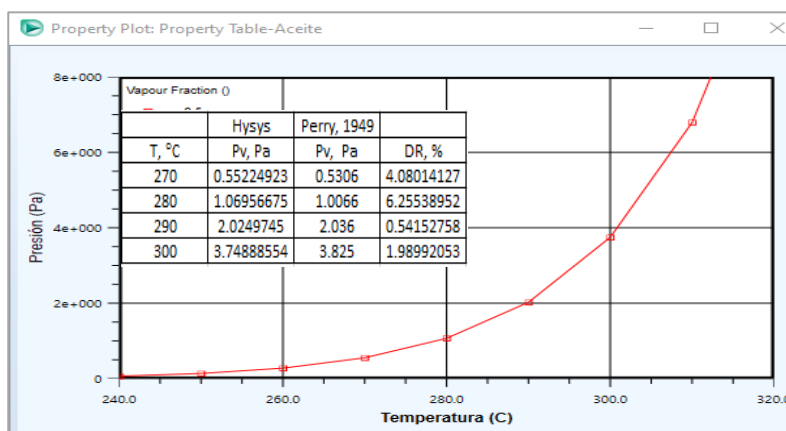 Property Plot: Property Table-Aceite
8e+000
Vapour Fraction ()
Hysys Perry, 1949
T, °C Pv, Pa Pv, Pa DR, %
270 0.55224923 0.5306 4.08014127
280 1.06956675 1.0066 6.25538952
290 2.0249745 2.036 0.54152758
300 3.74888554 3.825 1.98992053
6e+000
4e+000
2e+000
0
Presión (Pa)
240.0 260.0 280.0 300.0 320.0
Temperatura (C)